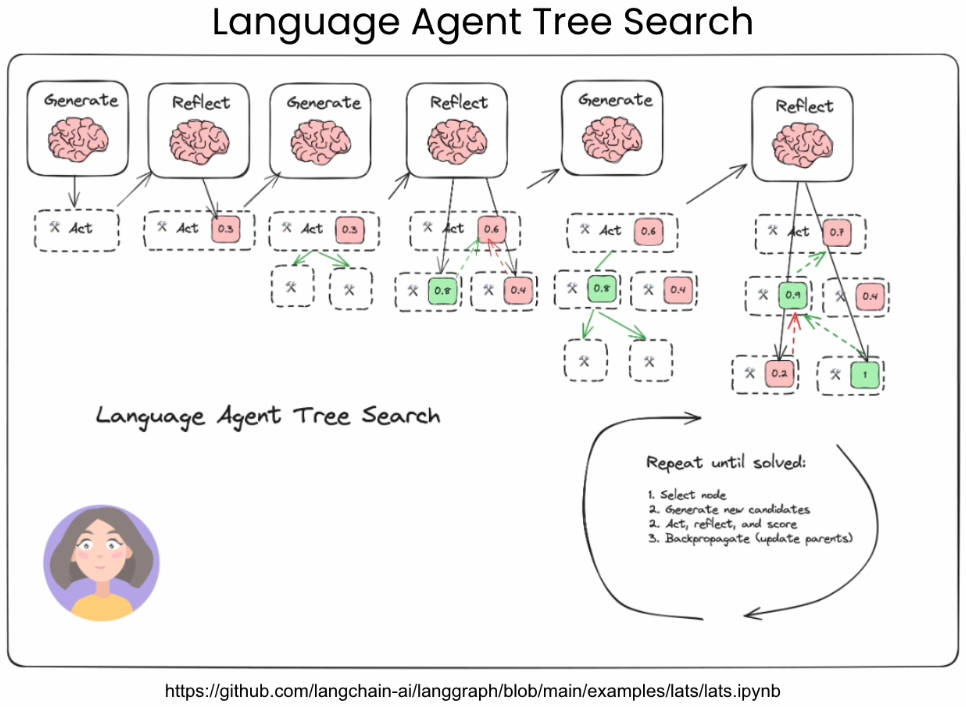 Language Agent Tree Search
Generate
Reflect
Generate
Reflect
Generate
Reflect
Act
Act 0.3
Act 0.3
Act 0.6
Act 0.6
Act 0.7
0.8 0.4
0.8 0.4
0.9 0.4
0.2 1
Language Agent Tree Search
Repeat until solved:
1. Select node
2. Generate new candidates
2. Act, reflect, and score
3. Backpropagate (update parents)
https://github.com/langchain-ai/langgraph/blob/main/examples/lats/lats.ipynb